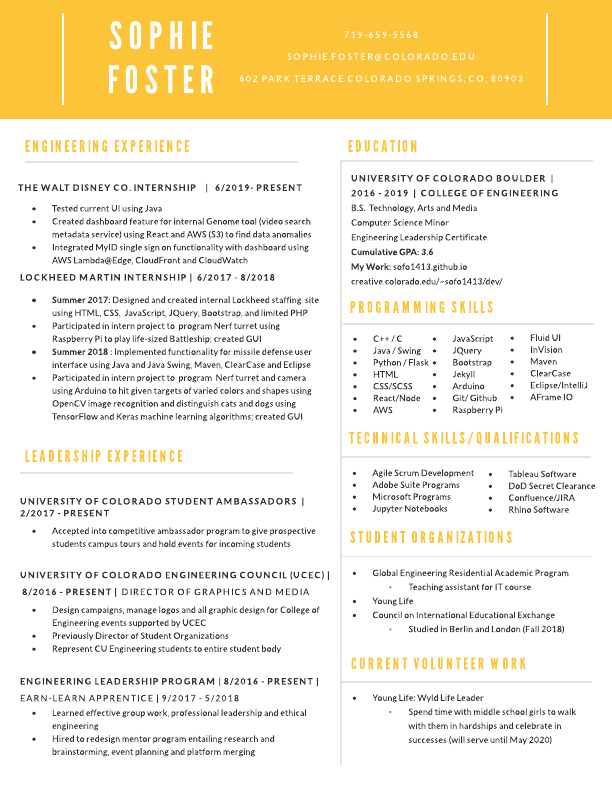 SOPHIE
FOSTER
719-659-5568
SOPHIE.FOSTER@COLORADO.EDU
602 PARK TERRACE COLORADO SPRINGS, CO, 80903
ENGINEERING EXPERIENCE
THE WALT DISNEY CO. INTERNSHIP | 6/2019- PRESENT
• Tested current UI using Java
• Created dashboard feature for internal Genome tool (video search
metadata service) using React and AWS (S3) to find data anomalies
• Integrated MyID single sign on functionality with dashboard using
AWS Lambda@Edge, CloudFront and CloudWatch
LOCKHEED MARTIN INTERNSHIP | 6/2017 - 8/2018
• Summer 2017: Designed and created internal Lockheed staffing site
using HTML, CSS, JavaScript, JQuery, Bootstrap, and limited PHP
• Participated in intern project to program Nerf turret using
Raspberry Pi to play life-sized Battleship; created GUI
• Summer 2018 : Implemented functionality for missile defense user
interface using Java and Java Swing, Maven, ClearCase and Eclipse
• Participated in intern project to program Nerf turret and camera
using Arduino to hit given targets of varied colors and shapes using
OpenCV image recognition and distinguish cats and dogs using
TensorFlow and Keras machine learning algorithms; created GUI
LEADERSHIP EXPERIENCE
UNIVERSITY OF COLORADO STUDENT AMBASSADORS |
2/2017 - PRESENT
• Accepted into competitive ambassador program to give prospective
students campus tours and hold events for incoming students
UNIVERSITY OF COLORADO ENGINEERING COUNCIL (UCEC) |
8/2016 - PRESENT | DIRECTOR OF GRAPHICS AND MEDIA
• Design campaigns, manage logos and all graphic design for College of
Engineering events supported by UCEC
• Previously Director of Student Organizations
• Represent CU Engineering students to entire student body
ENGINEERING LEADERSHIP PROGRAM | 8/2016 - PRESENT |
EARN-LEARN APPRENTICE | 9/2017 - 5/2018
• Learned effective group work, professional leadership and ethical
engineering
• Hired to redesign mentor program entailing research and
brainstorming, event planning and platform merging
EDUCATION
UNIVERSITY OF COLORADO BOULDER |
2016 - 2019 | COLLEGE OF ENGINEERING
B.S. Technology, Arts and Media
Computer Science Minor
Engineering Leadership Certificate
Cumulative GPA: 3.6
My Work: sofo1413.github.io
creative.colorado.edu/~sofo1413/dev/
PROGRAMMING SKILLS
• C++ / C
• Java / Swing
• Python / Flask
• HTML
• CSS/SCSS
• React/Node
• AWS
• JavaScript
• JQuery
• Bootstrap
• Jekyll
• Arduino
• Git/ Github
• Raspberry Pi
• Fluid UI
• InVision
• Maven
• ClearCase
• Eclipse/IntelliJ
• AFrame IO
TECHNICAL SKILLS/QUALIFICATIONS
• Agile Scrum Development
• Adobe Suite Programs
• Microsoft Programs
• Jupyter Notebooks
• Tableau Software
• DoD Secret Clearance
• Confluence/JIRA
• Rhino Software
STUDENT ORGANIZATIONS
• Global Engineering Residential Academic Program
◦ Teaching assistant for IT course
• Young Life
• Council on International Educational Exchange
◦ Studied in Berlin and London (Fall 2018)
CURRENT VOLUNTEER WORK
• Young Life: Wyld Life Leader
◦ Spend time with middle school girls to walk
with them in hardships and celebrate in
successes (will serve until May 2020)